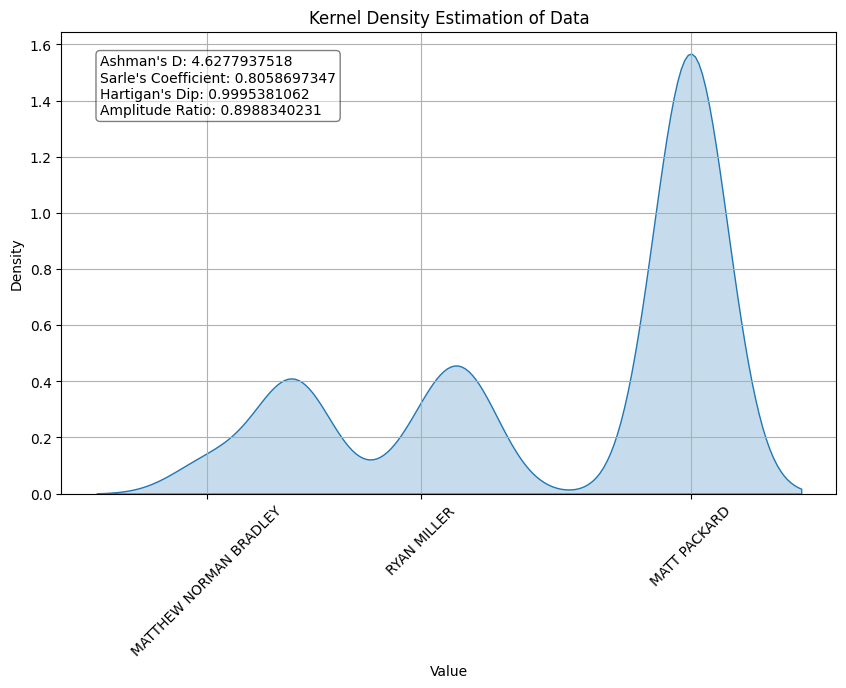 Kernel Density Estimation of Data
Ashman's D: 4.6277937518
Sarle's Coefficient: 0.8058697347
Hartigan's Dip: 0.9995381062
Amplitude Ratio: 0.8988340231
1.6
1.4
1.2
1.0
0.8
0.6
0.4
0.2
0.0
Density
MATTHEW NORMAN BRADLEY
RYAN MILLER
MATT PACKARD
Value